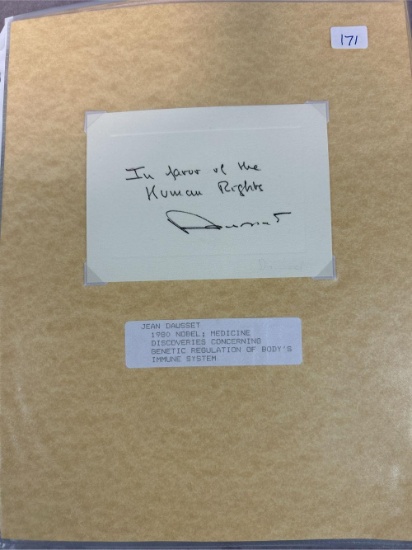 171
In favor of the
Human Rights
Dausset
JEAN DAUSSET
1980 NOBEL; MEDICINE
DISCOVERIES CONCERNING
GENETIC REGULATION OF BODY'S
IMMUNE SYSTEM